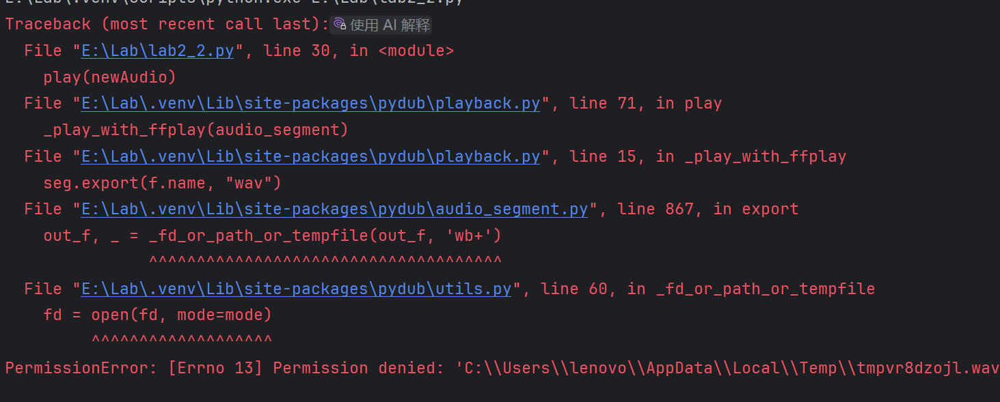 E:\Lab\.venv\Scripts\python.exe E:\Lab\lab2_2.py
Traceback (most recent call last): 使用 AI 解释
  File "E:\Lab\lab2_2.py", line 30, in <module>
    play(newAudio)
  File "E:\Lab\.venv\Lib\site-packages\pydub\playback.py", line 71, in play
    _play_with_ffplay(audio_segment)
  File "E:\Lab\.venv\Lib\site-packages\pydub\playback.py", line 15, in _play_with_ffplay
    seg.export(f.name, "wav")
  File "E:\Lab\.venv\Lib\site-packages\pydub\audio_segment.py", line 867, in export
    out_f, _ = _fd_or_path_or_tempfile(out_f, 'wb+')
               ^^^^^^^^^^^^^^^^^^^^^^^^^^^^^^^^^^^^^
  File "E:\Lab\.venv\Lib\site-packages\pydub\utils.py", line 60, in _fd_or_path_or_tempfile
    fd = open(fd, mode=mode)
         ^^^^^^^^^^^^^^^^^^^
PermissionError: [Errno 13] Permission denied: 'C:\\Users\\lenovo\\AppData\\Local\\Temp\\tmpvr8dzojl.wav